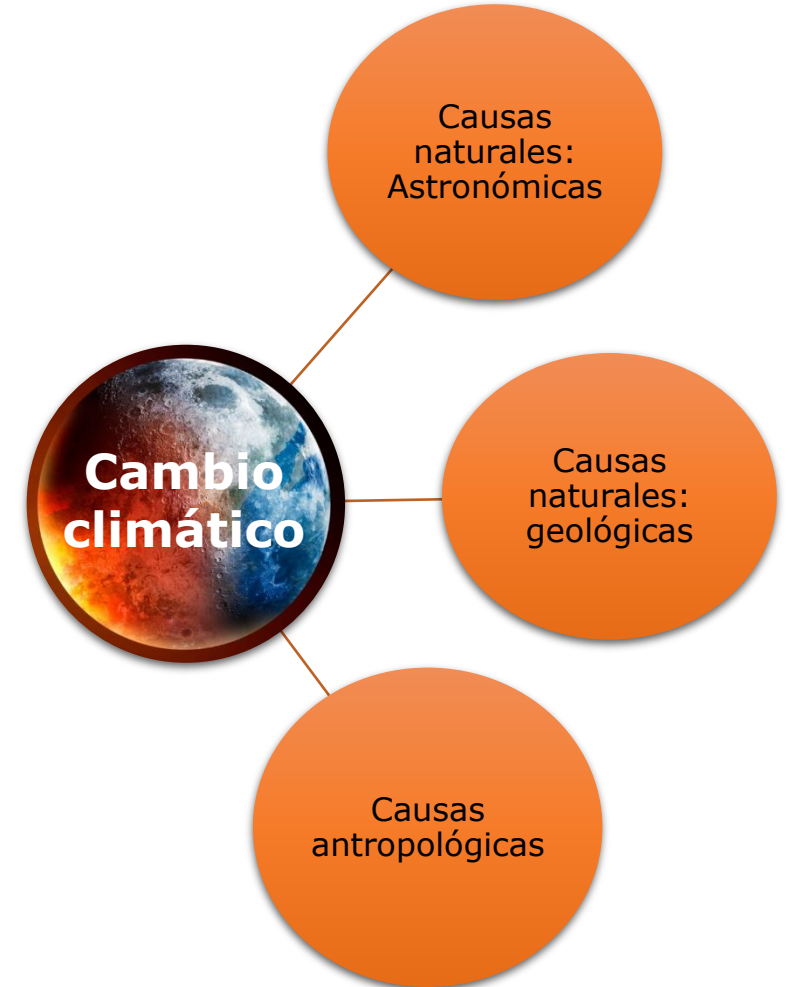 Causas
naturales:
Astronómicas
Cambio
climático
Causas
naturales:
geológicas
Causas
antropológicas